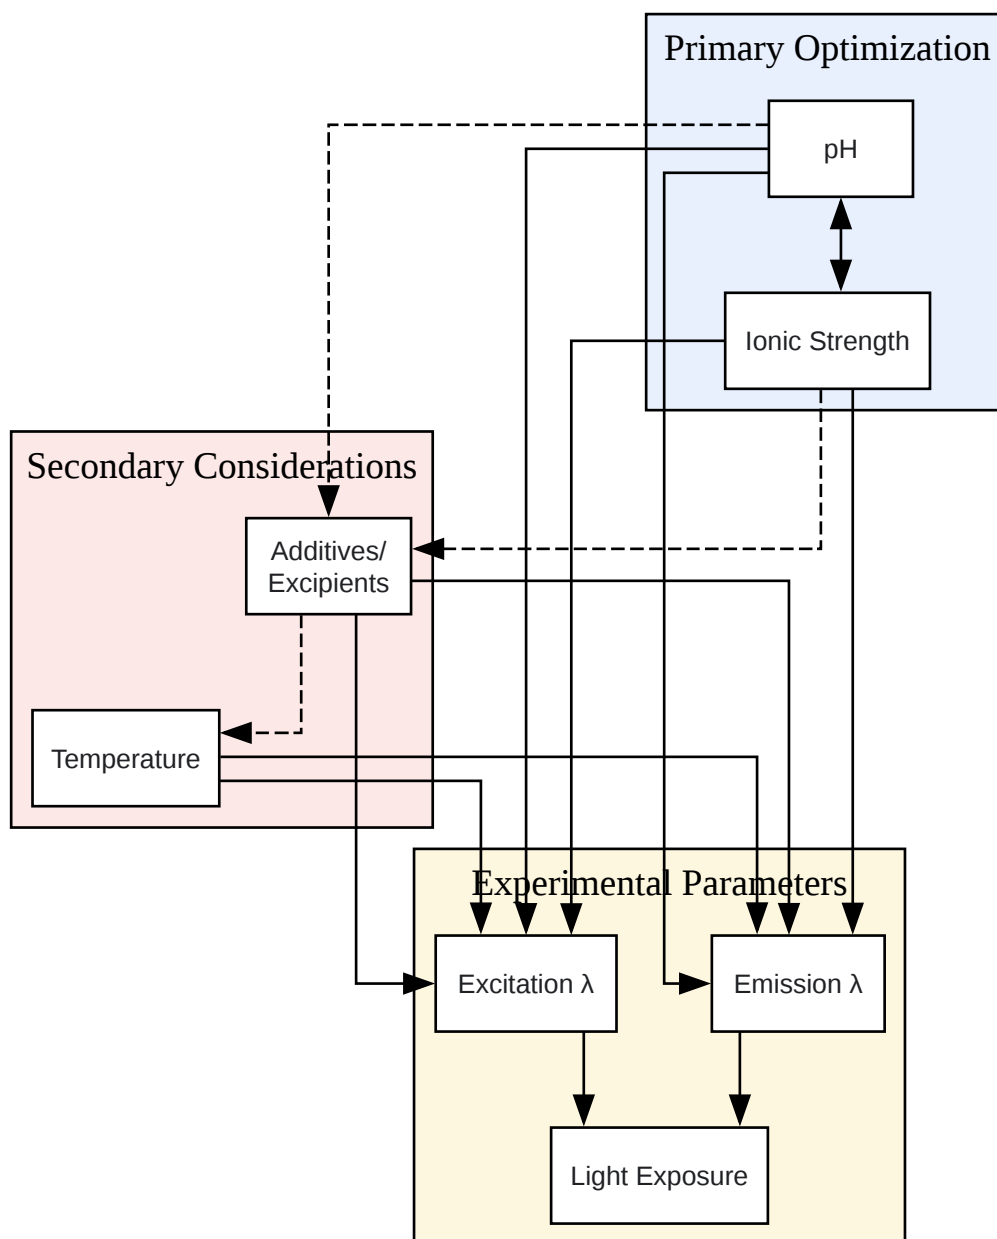 Primary Optimization
pH
Ionic Strength
Secondary Considerations
Additives/
Excipients
Temperature
Experimental Parameters
Excitation λ
Emission λ
Light Exposure